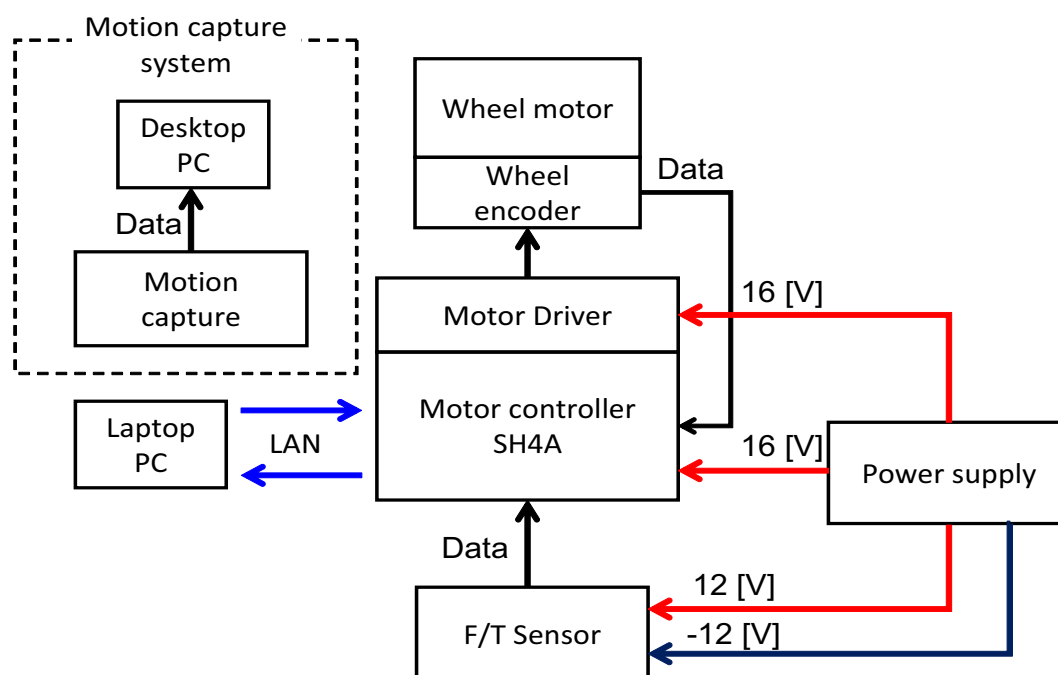 Motion capture
system
Desktop
PC
Data
Motion
capture
Wheel motor
Wheel
encoder
Data
Motor Driver
16 [V]
Motor controller
SH4A
16 [V]
Power supply
Laptop
PC
LAN
Data
F/T Sensor
12 [V]
-12 [V]